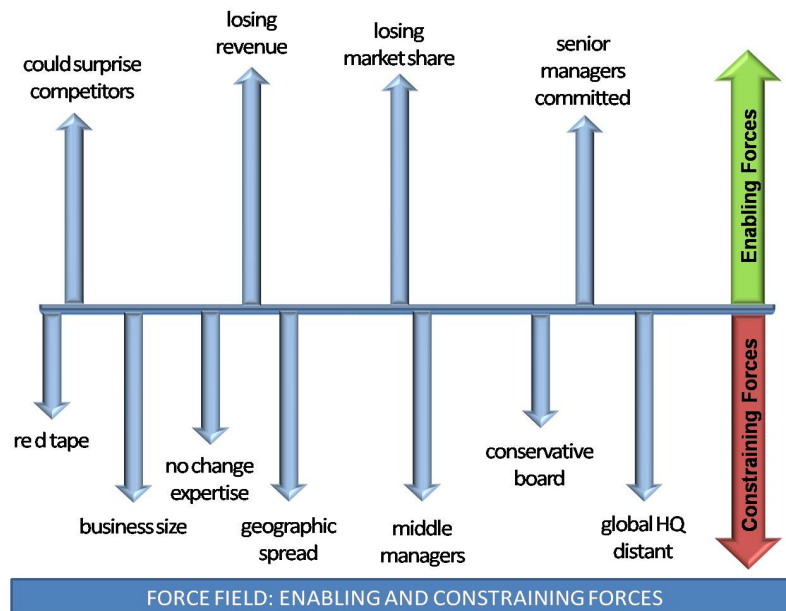 could surprise
competitors
losing
revenue
losing
market share
senior
managers
committed
Enabling Forces
red tape
business size
no change
expertise
geographic
spread
middle
managers
conservative
board
global HQ
distant
Constraining Forces
FORCE FIELD: ENABLING AND CONSTRAINING FORCES